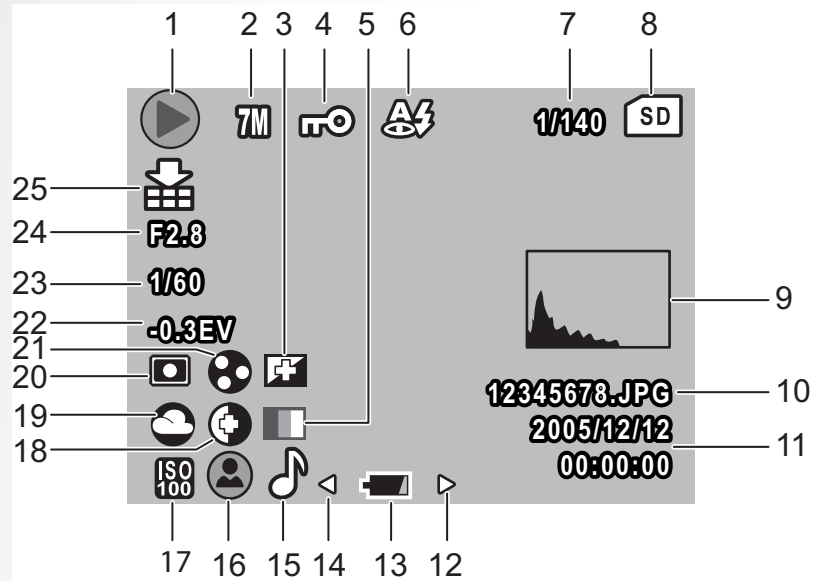 1 2 3 4 5 6 7 8
7M A 1/140 SD
25
24 F2.8
23 1/60
22 -0.3EV
21
20
9
12345678.JPG 10
19 2005/12/12
11
18 00:00:00
ISO
100
17 16 15 14 13 12